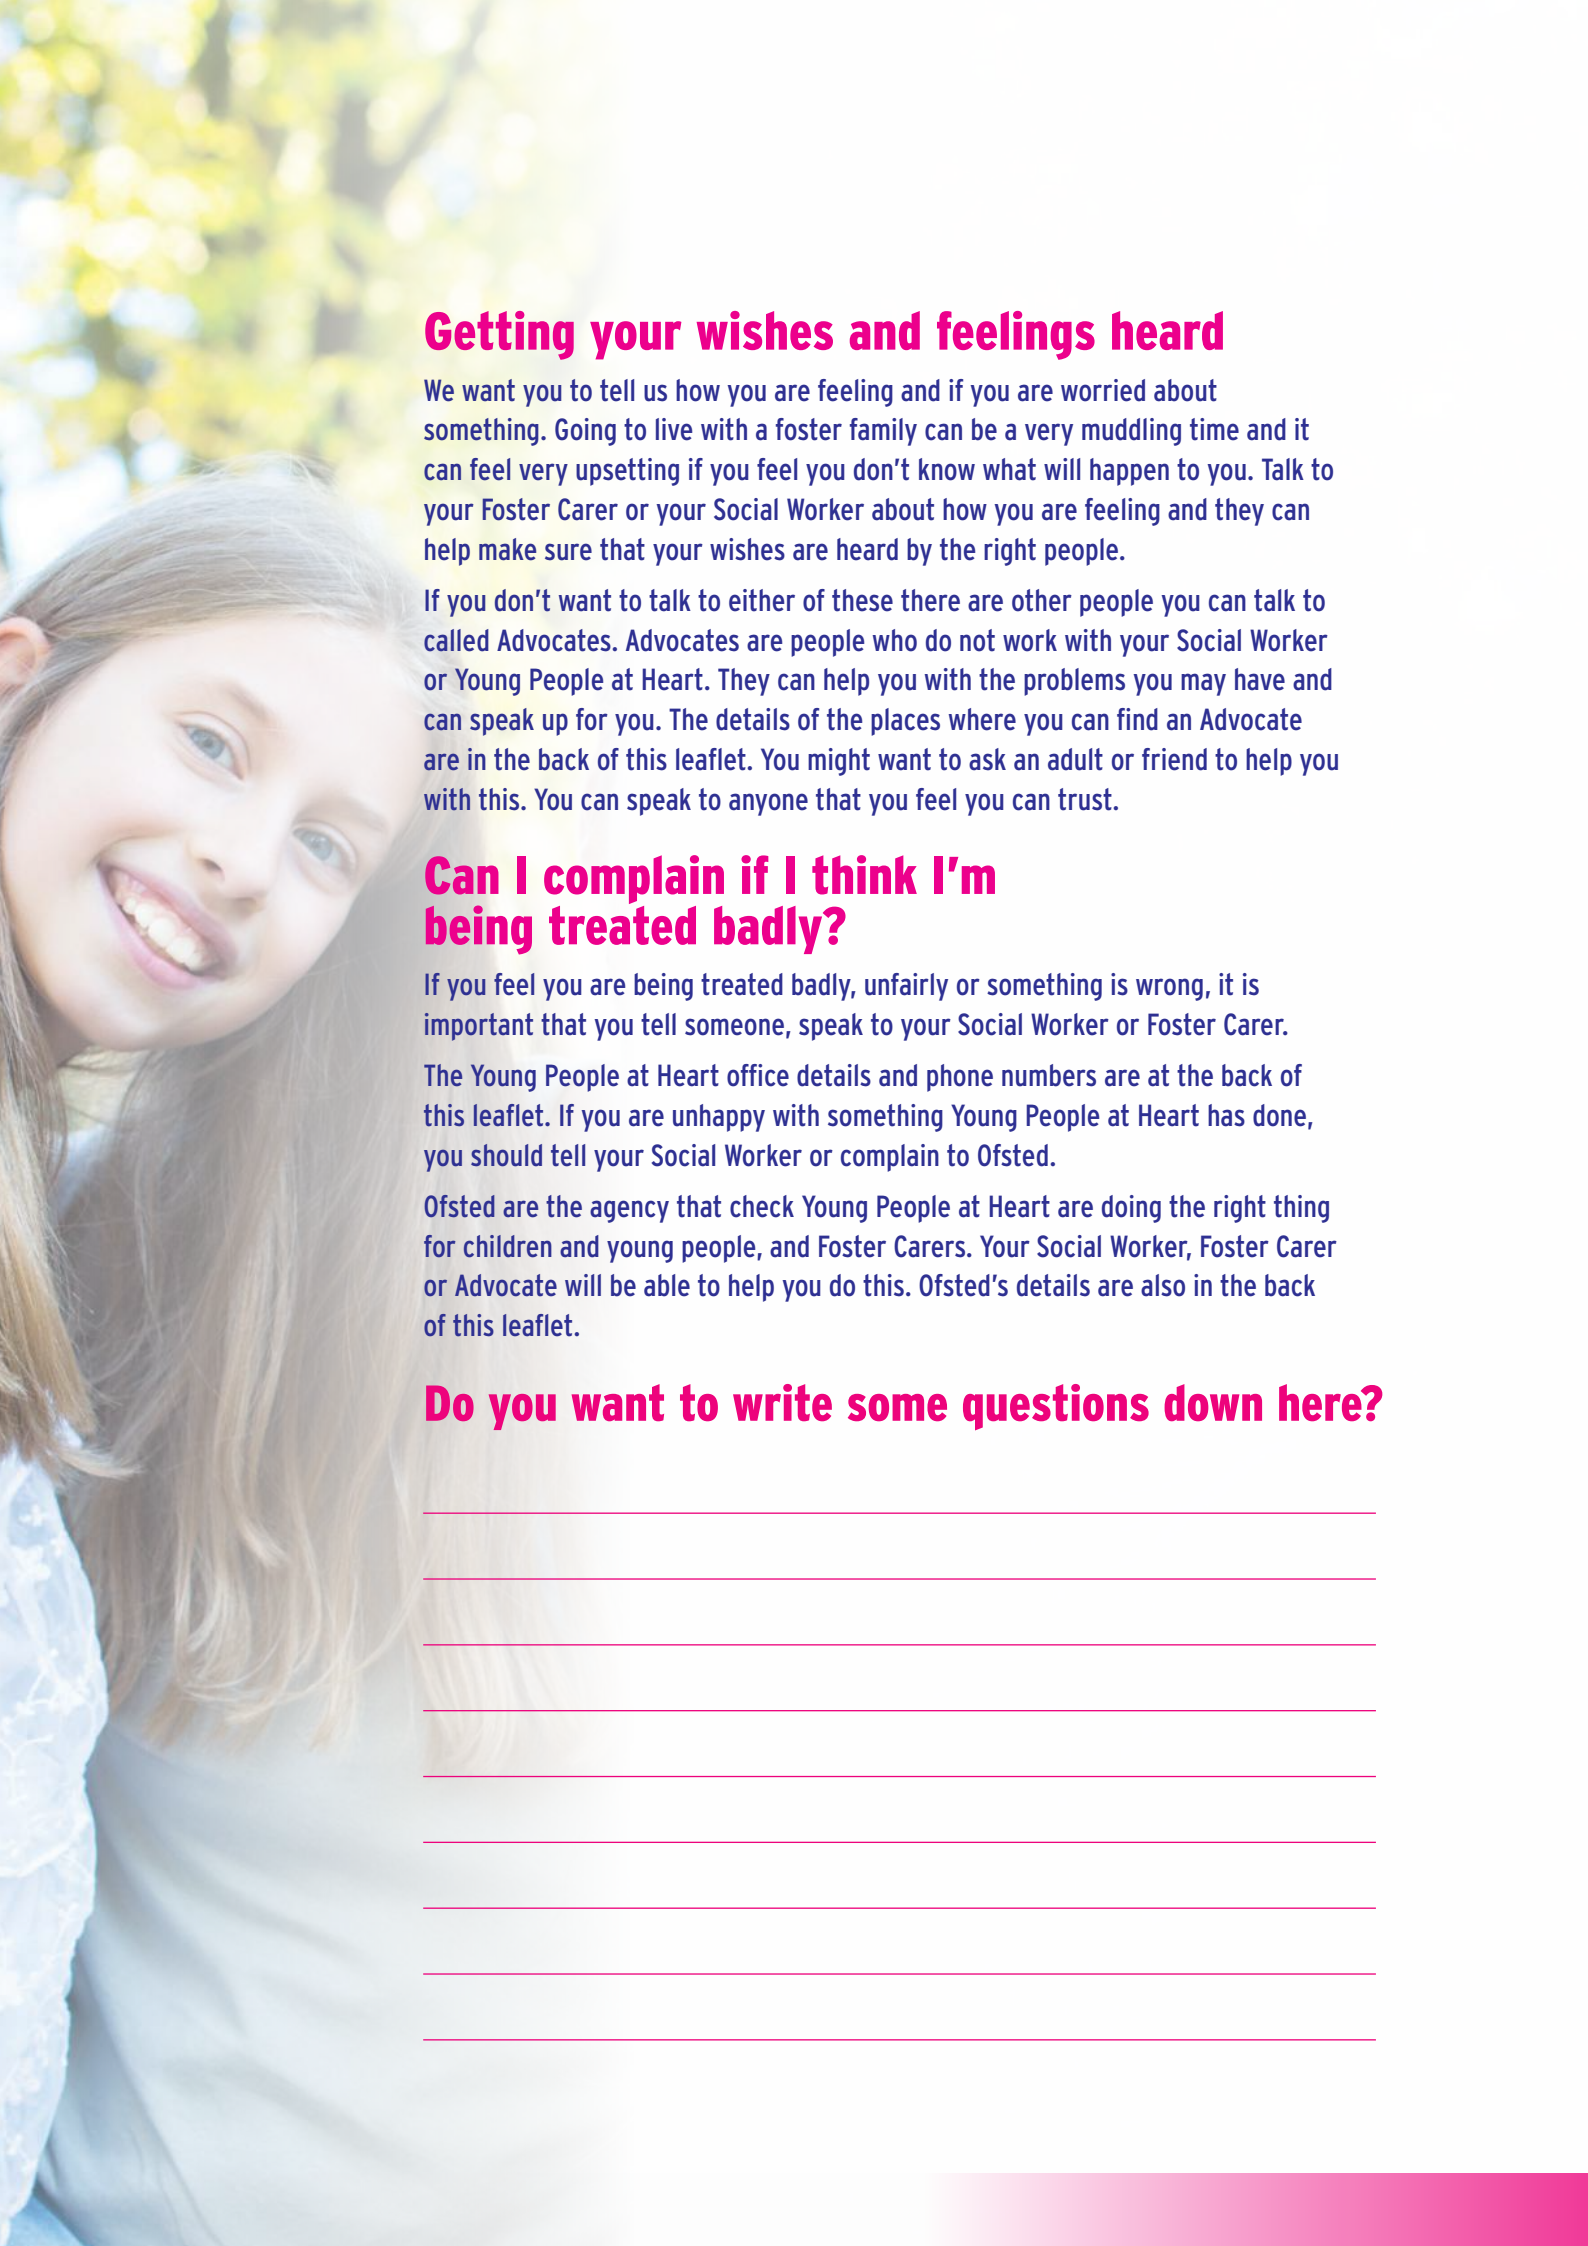 Getting your wishes and feelings heard
We want you to tell us how you are feeling and if you are worried about
something. Going to live with a foster family can be a very muddling time and it
can feel very upsetting if you feel you don't know what will happen to you. Talk to
your Foster Carer or your Social Worker about how you are feeling and they can
help make sure that your wishes are heard by the right people.
If you don't want to talk to either of these there are other people you can talk to
called Advocates. Advocates are people who do not work with your Social Worker
or Young People at Heart. They can help you with the problems you may have and
can speak up for you. The details of the places where you can find an Advocate
are in the back of this leaflet. You might want to ask an adult or friend to help you
with this. You can speak to anyone that you feel you can trust.
Can I complain if I think I'm
being treated badly?
If you feel you are being treated badly, unfairly or something is wrong, it is
important that you tell someone, speak to your Social Worker or Foster Carer.
The Young People at Heart office details and phone numbers are at the back of
this leaflet. If you are unhappy with something Young People at Heart has done,
you should tell your Social Worker or complain to Ofsted.
Ofsted are the agency that check Young People at Heart are doing the right thing
for children and young people, and Foster Carers. Your Social Worker, Foster Carer
or Advocate will be able to help you do this. Ofsted's details are also in the back
of this leaflet.
Do you want to write some questions down here?